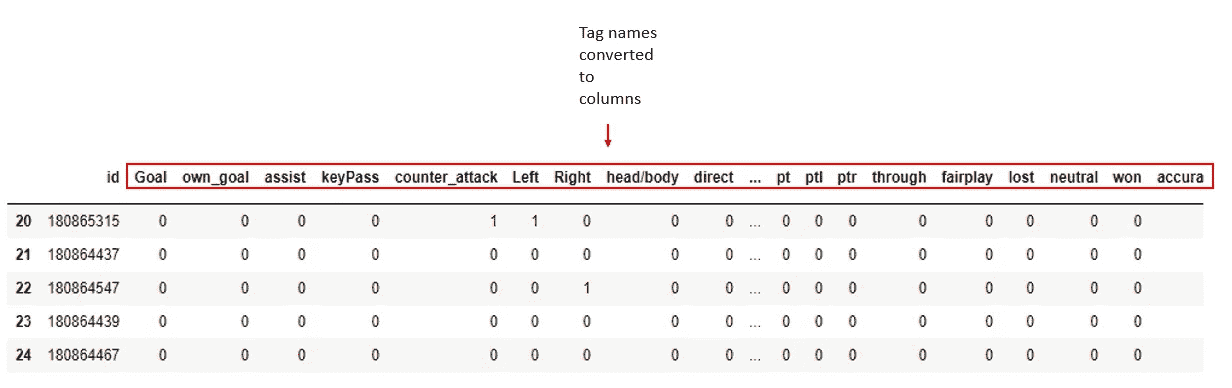 Tag names
converted
to
columns
id Goal own_goal assist keyPass counter_attack Left Right head/body direct ... pt ptl ptr through fairplay lost neutral won accura
20 180865315 0 0 0 0 1 1 0 0 0 ... 0 0 0 0 0 0 0 0
21 180864437 0 0 0 0 0 0 0 0 0 ... 0 0 0 0 0 0 0 0
22 180864547 0 0 0 0 0 0 1 0 0 ... 0 0 0 0 0 0 0 0
23 180864439 0 0 0 0 0 0 0 0 0 ... 0 0 0 0 0 0 0 0
24 180864467 0 0 0 0 0 0 0 0 0 ... 0 0 0 0 0 0 0 0